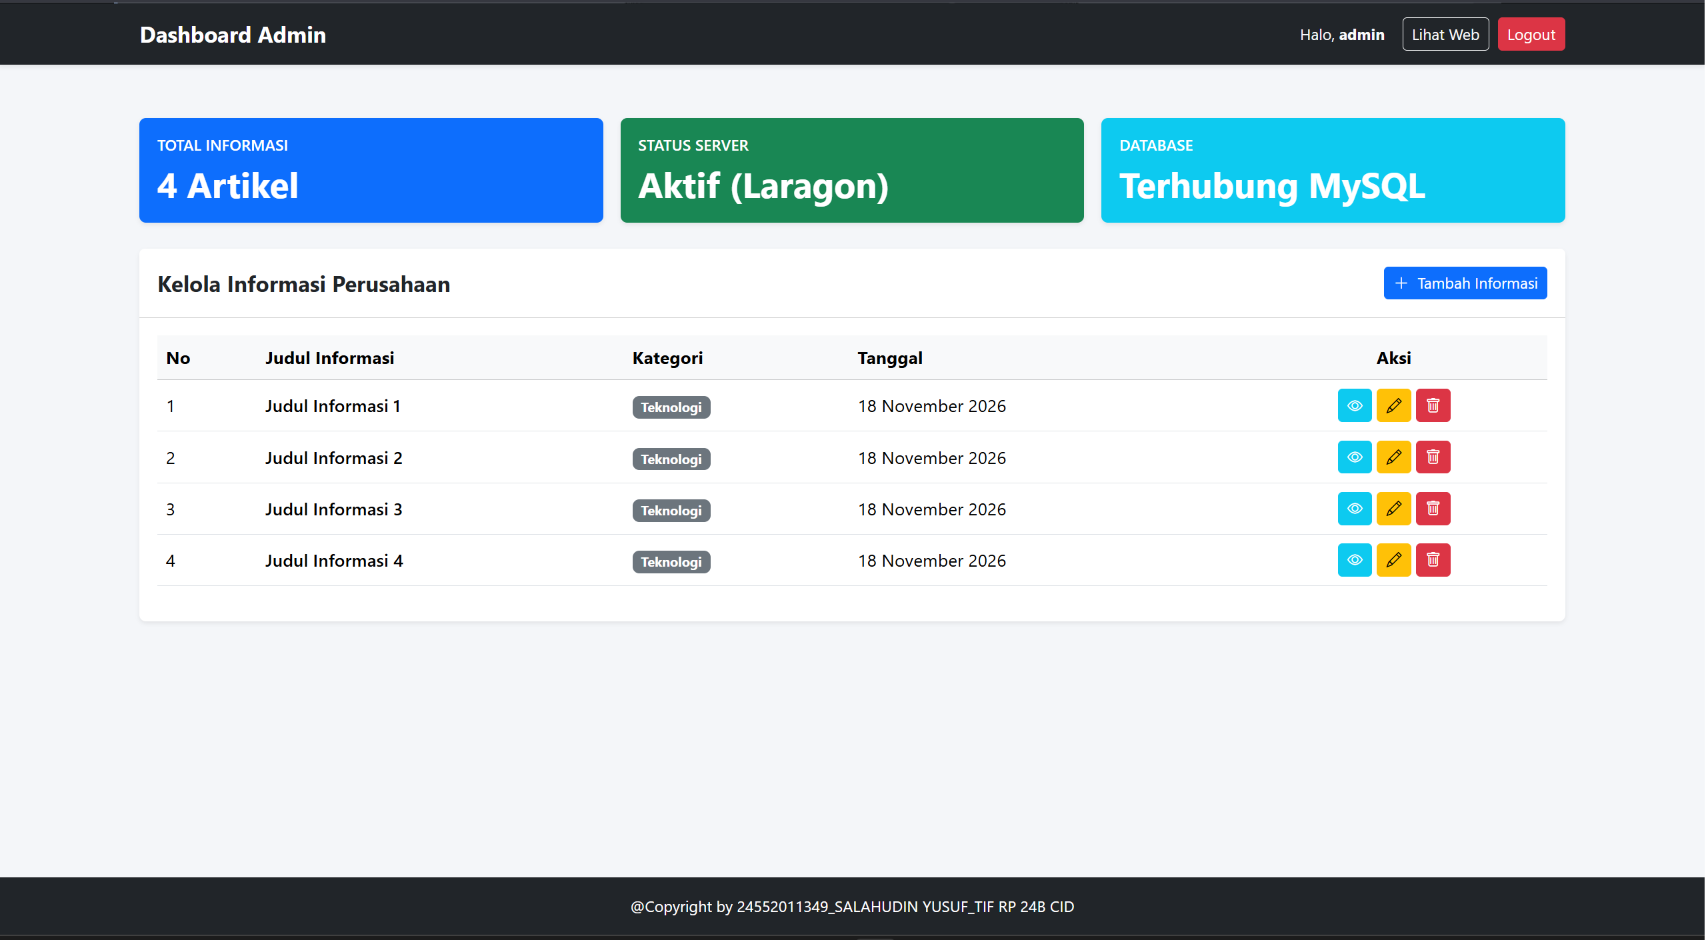 Dashboard Admin
Halo, admin
Lihat Web
Logout
TOTAL INFORMASI
4 Artikel
STATUS SERVER
Aktif (Laragon)
DATABASE
Terhubung MySQL
Kelola Informasi Perusahaan
+ Tambah Informasi
No Judul Informasi Kategori Tanggal Aksi
1 Judul Informasi 1 Teknologi 18 November 2026
2 Judul Informasi 2 Teknologi 18 November 2026
3 Judul Informasi 3 Teknologi 18 November 2026
4 Judul Informasi 4 Teknologi 18 November 2026
@Copyright by 24552011349_SALAHUDIN YUSUF_TIF RP 24B CID